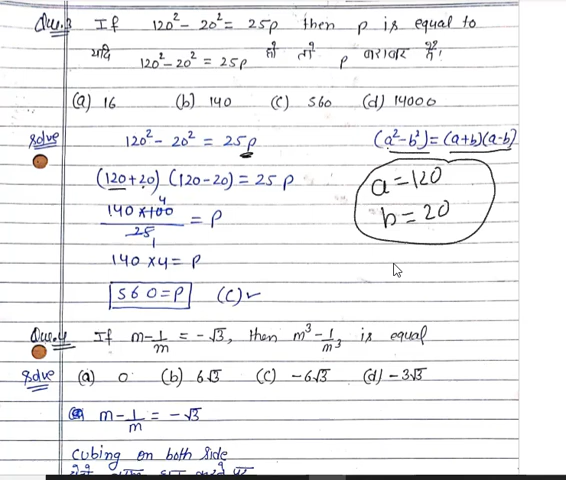 Que.3 If 120² - 20² = 25p then p is equal to
यदि 120² - 20² = 25p हो तो p बराबर है.
(a) 16 (b) 140 (c) 560 (d) 14000
solve 120² - 20² = 25p (a² - b²) = (a+b)(a-b)
(120+20) (120-20) = 25 p a = 120
140 × 100 4 / 25 1 = p b = 20
140 × 4 = p
560 = p (c) ✓
Que.4 If m - 1/m = -√3, then m³ - 1/m³ is equal
solve (a) 0 (b) 6√3 (c) -6√3 (d) -3√3
m - 1/m = -√3
cubing on both side